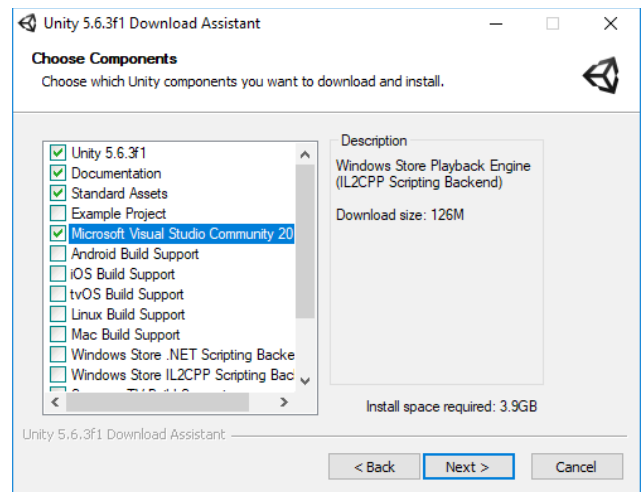 Unity 5.6.3f1 Download Assistant
Choose Components
Choose which Unity components you want to download and install.
Unity 5.6.3f1
Documentation
Standard Assets
Example Project
Microsoft Visual Studio Community 20
Android Build Support
iOS Build Support
tvOS Build Support
Linux Build Support
Mac Build Support
Windows Store .NET Scripting Backe
Windows Store IL2CPP Scripting Bac
Description
Windows Store Playback Engine
(IL2CPP Scripting Backend)
Download size: 126M
Install space required: 3.9GB
Unity 5.6.3f1 Download Assistant
< Back
Next >
Cancel